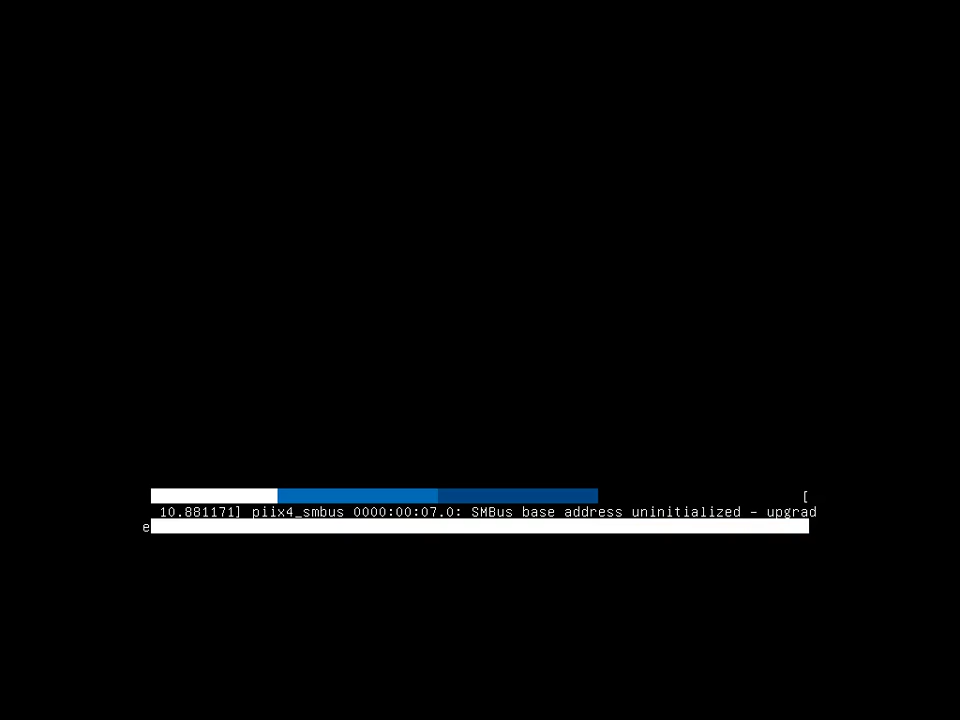 [
10.881171] piix4_smbus 0000:00:07.0: SMBus base address uninitialized - upgrad
e